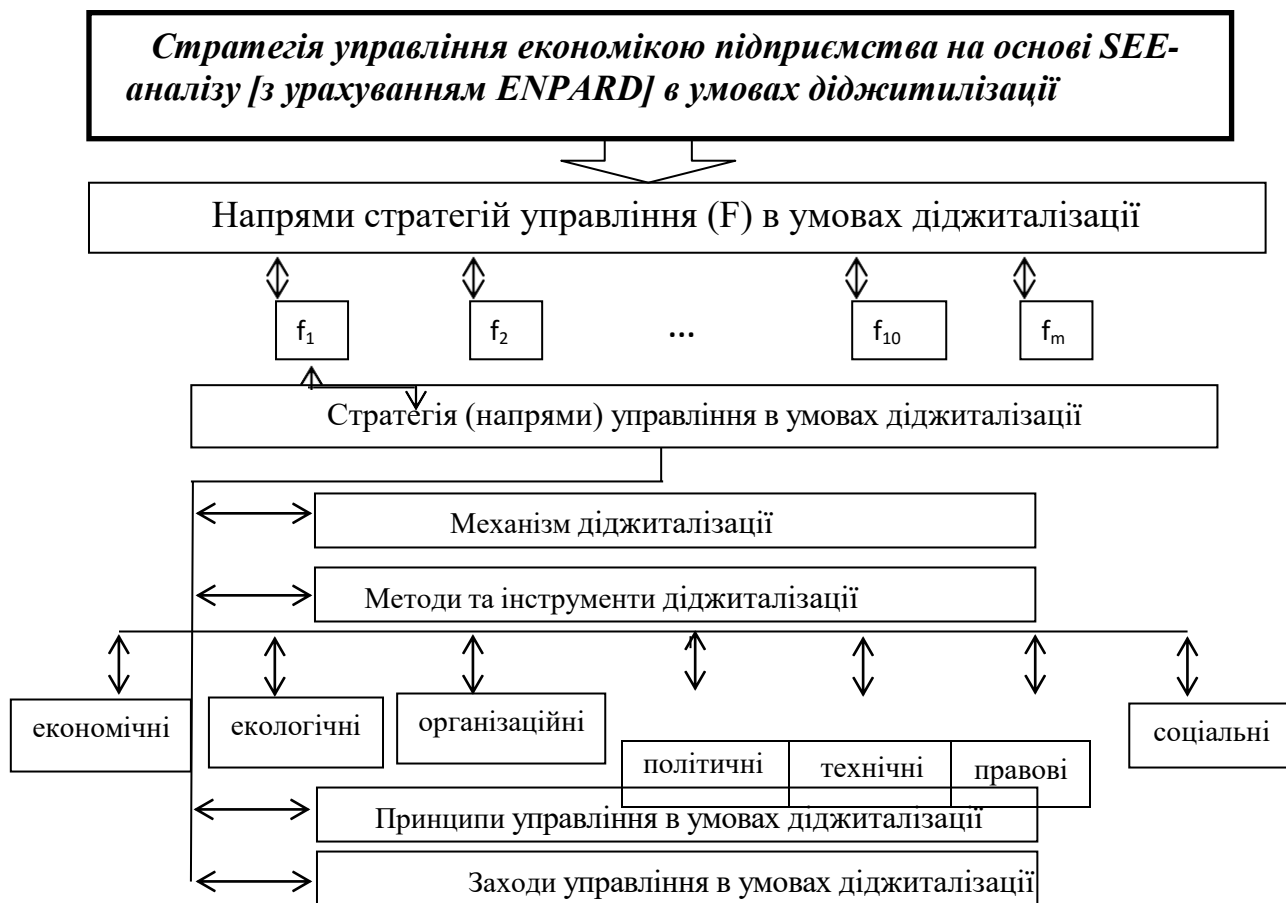 Стратегія управління економікою підприємства на основі SEE-
аналізу [з урахуванням ENPARD] в умовах діджитилізації
Напрями стратегій управління (F) в умовах діджиталізації
f₁ f₂ ... f₁₀ fₘ
Стратегія (напрями) управління в умовах діджиталізації
Механізм діджиталізації
Методи та інструменти діджиталізації
економічні екологічні організаційні політичні технічні правові соціальні
Принципи управління в умовах діджиталізації
Заходи управління в умовах діджиталізації